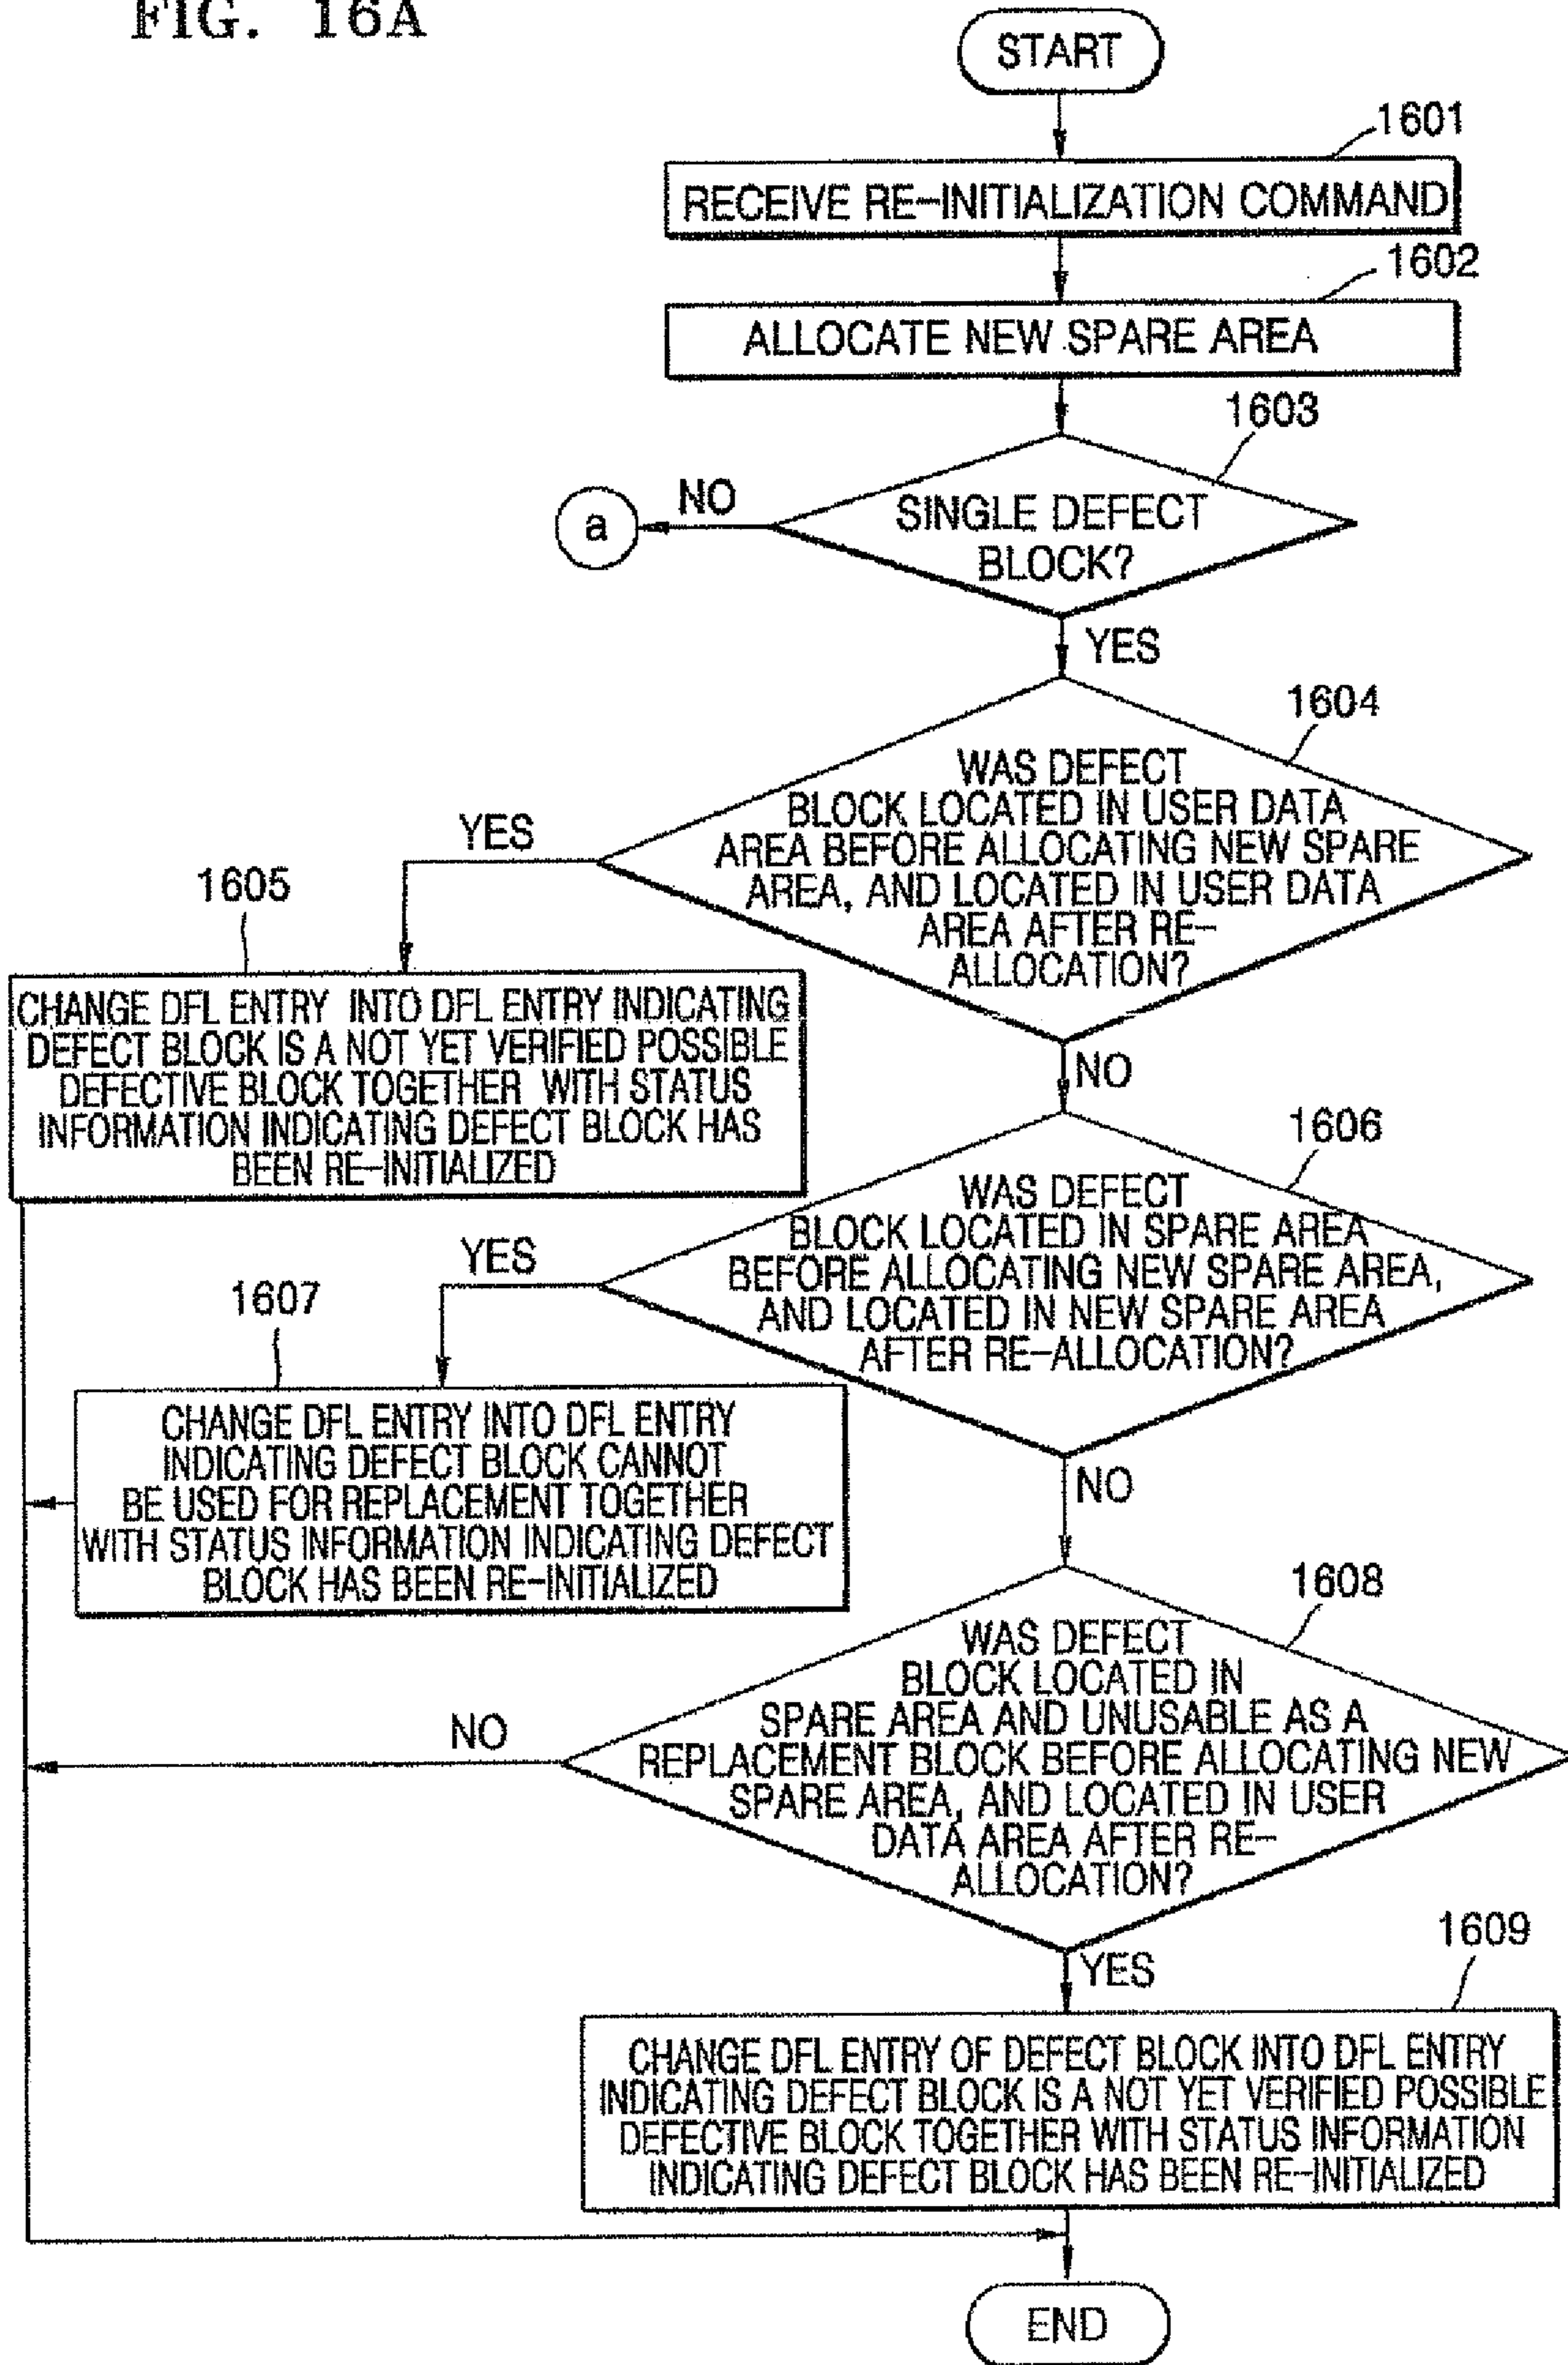 FIG. 16A
START
1601
RECEIVE RE-INITIALIZATION COMMAND
1602
ALLOCATE NEW SPARE AREA
1603
SINGLE DEFECT
BLOCK?
NO
a
YES
1604
WAS DEFECT
BLOCK LOCATED IN USER DATA
AREA BEFORE ALLOCATING NEW SPARE
AREA, AND LOCATED IN USER DATA
AREA AFTER RE-
ALLOCATION?
YES
1605
CHANGE DFL ENTRY INTO DFL ENTRY INDICATING
DEFECT BLOCK IS A NOT YET VERIFIED POSSIBLE
DEFECTIVE BLOCK TOGETHER WITH STATUS
INFORMATION INDICATING DEFECT BLOCK HAS
BEEN RE-INITIALIZED
NO
1606
WAS DEFECT
BLOCK LOCATED IN SPARE AREA
BEFORE ALLOCATING NEW SPARE AREA,
AND LOCATED IN NEW SPARE AREA
AFTER RE-ALLOCATION?
YES
1607
CHANGE DFL ENTRY INTO DFL ENTRY
INDICATING DEFECT BLOCK CANNOT
BE USED FOR REPLACEMENT TOGETHER
WITH STATUS INFORMATION INDICATING DEFECT
BLOCK HAS BEEN RE-INITIALIZED
NO
1608
WAS DEFECT
BLOCK LOCATED IN
SPARE AREA AND UNUSABLE AS A
REPLACEMENT BLOCK BEFORE ALLOCATING NEW
SPARE AREA, AND LOCATED IN USER
DATA AREA AFTER RE-
ALLOCATION?
NO
YES
1609
CHANGE DFL ENTRY OF DEFECT BLOCK INTO DFL ENTRY
INDICATING DEFECT BLOCK IS A NOT YET VERIFIED POSSIBLE
DEFECTIVE BLOCK TOGETHER WITH STATUS INFORMATION
INDICATING DEFECT BLOCK HAS BEEN RE-INITIALIZED
END